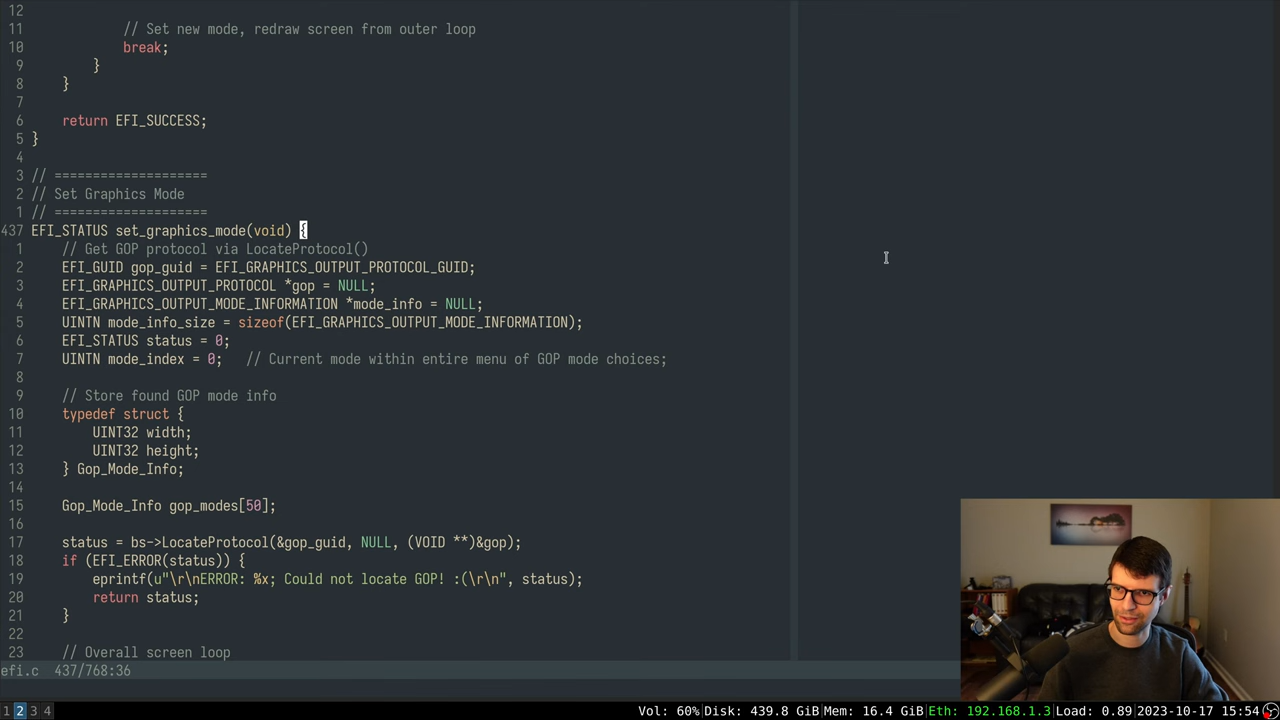 12
11 // Set new mode, redraw screen from outer loop
10 break;
9 }
8 }
7
6 return EFI_SUCCESS;
5 }
4
3 // ====================
2 // Set Graphics Mode
1 // ====================
437 EFI_STATUS set_graphics_mode(void) {
1 // Get GOP protocol via LocateProtocol()
2 EFI_GUID gop_guid = EFI_GRAPHICS_OUTPUT_PROTOCOL_GUID;
3 EFI_GRAPHICS_OUTPUT_PROTOCOL *gop = NULL;
4 EFI_GRAPHICS_OUTPUT_MODE_INFORMATION *mode_info = NULL;
5 UINTN mode_info_size = sizeof(EFI_GRAPHICS_OUTPUT_MODE_INFORMATION);
6 EFI_STATUS status = 0;
7 UINTN mode_index = 0; // Current mode within entire menu of GOP mode choices;
8
9 // Store found GOP mode info
10 typedef struct {
11 UINT32 width;
12 UINT32 height;
13 } Gop_Mode_Info;
14
15 Gop_Mode_Info gop_modes[50];
16
17 status = bs->LocateProtocol(&gop_guid, NULL, (VOID **)&gop);
18 if (EFI_ERROR(status)) {
19 eprintf(u"\r\nERROR: %x; Could not locate GOP! :(\r\n", status);
20 return status;
21 }
22
23 // Overall screen loop
efi.c 437/768:36
1 2 3 4 Vol: 60% | Disk: 439.8 GiB | Mem: 16.4 GiB | Eth: 192.168.1.3 | Load: 0.89 | 2023-10-17 15:54